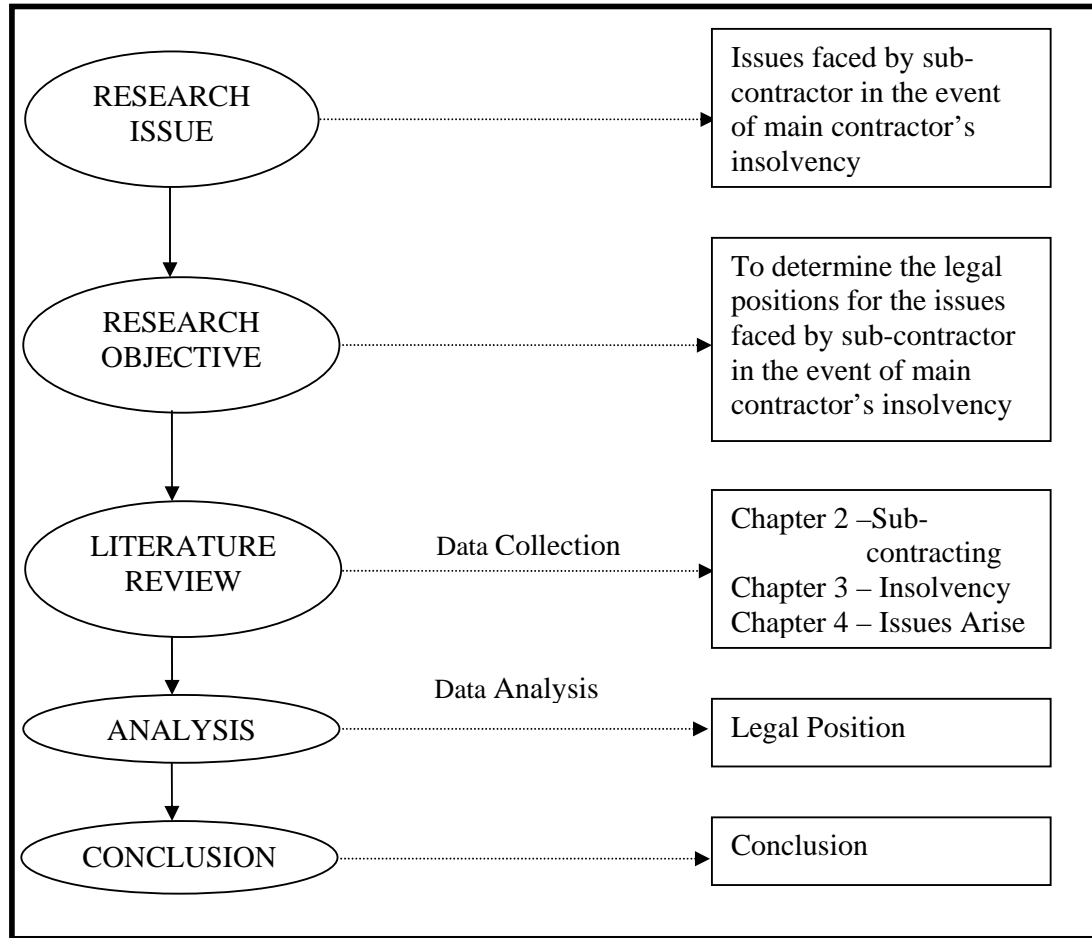 RESEARCH
ISSUE
Issues faced by sub-
contractor in the event
of main contractor’s
insolvency
RESEARCH
OBJECTIVE
To determine the legal
positions for the issues
faced by sub-contractor
in the event of main
contractor’s insolvency
LITERATURE
REVIEW
Data Collection
Chapter 2 –Sub-
contracting
Chapter 3 – Insolvency
Chapter 4 – Issues Arise
ANALYSIS
Data Analysis
Legal Position
CONCLUSION
Conclusion